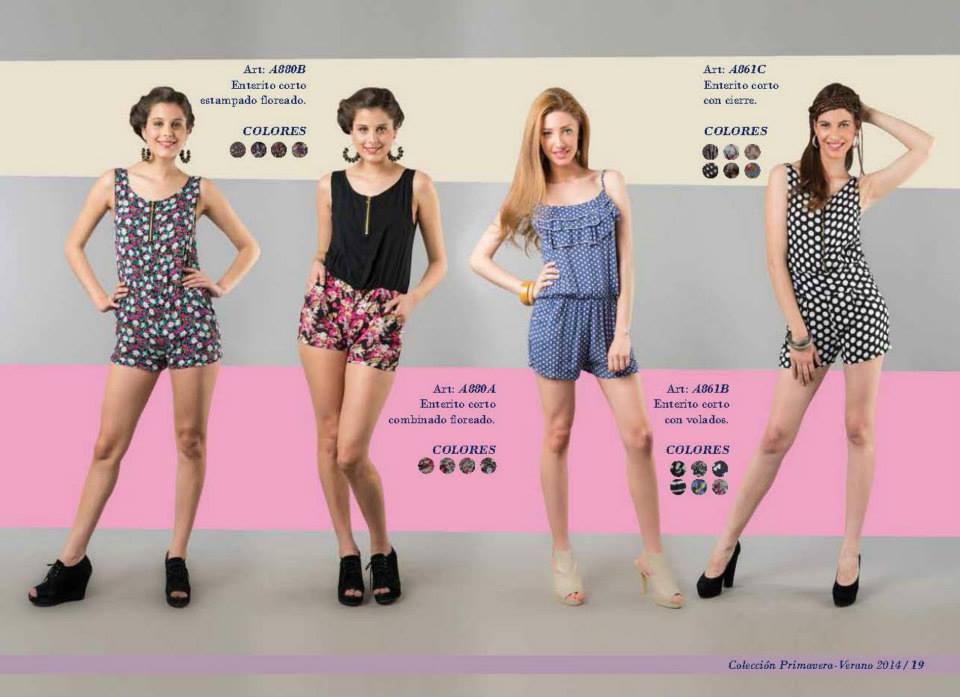 Art: A880B
Enterito corto
estampado floreado.
COLORES
Art: A861C
Enterito corto
con cierre.
COLORES
Art: A880A
Enterito corto
combinado floreado.
COLORES
Art: A861B
Enterito corto
con volados.
COLORES
Colección Primavera-Verano 2014 / 19